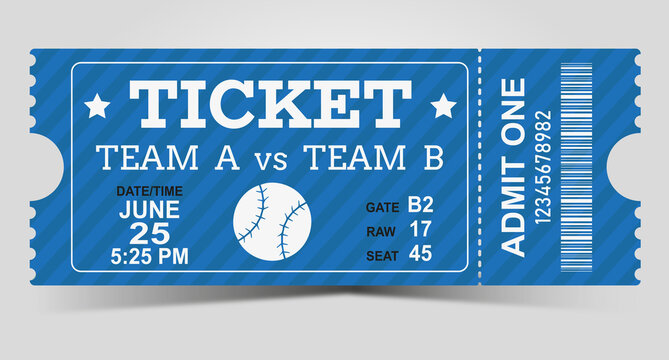 TICKET
TEAM A vs TEAM B
DATE/TIME
JUNE
25
5:25 PM
GATE B2
RAW 17
SEAT 45
ADMIT ONE
12345678982